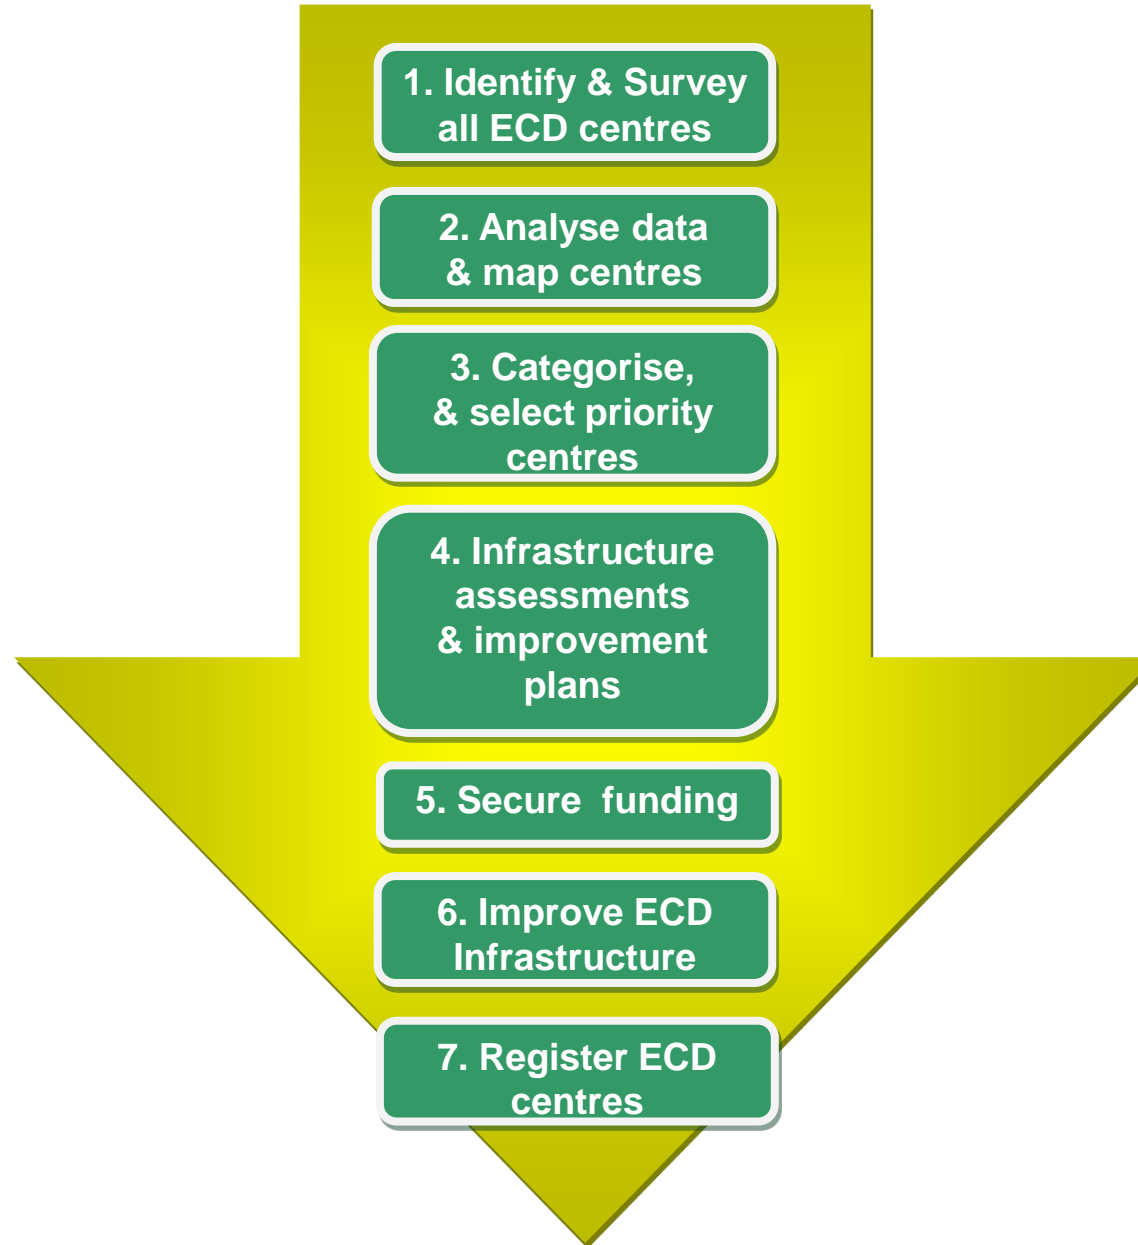 1. Identify & Survey
all ECD centres
2. Analyse data
& map centres
3. Categorise,
& select priority
centres
4. Infrastructure
assessments
& improvement
plans
5. Secure  funding
6. Improve ECD
Infrastructure
7. Register ECD
centres